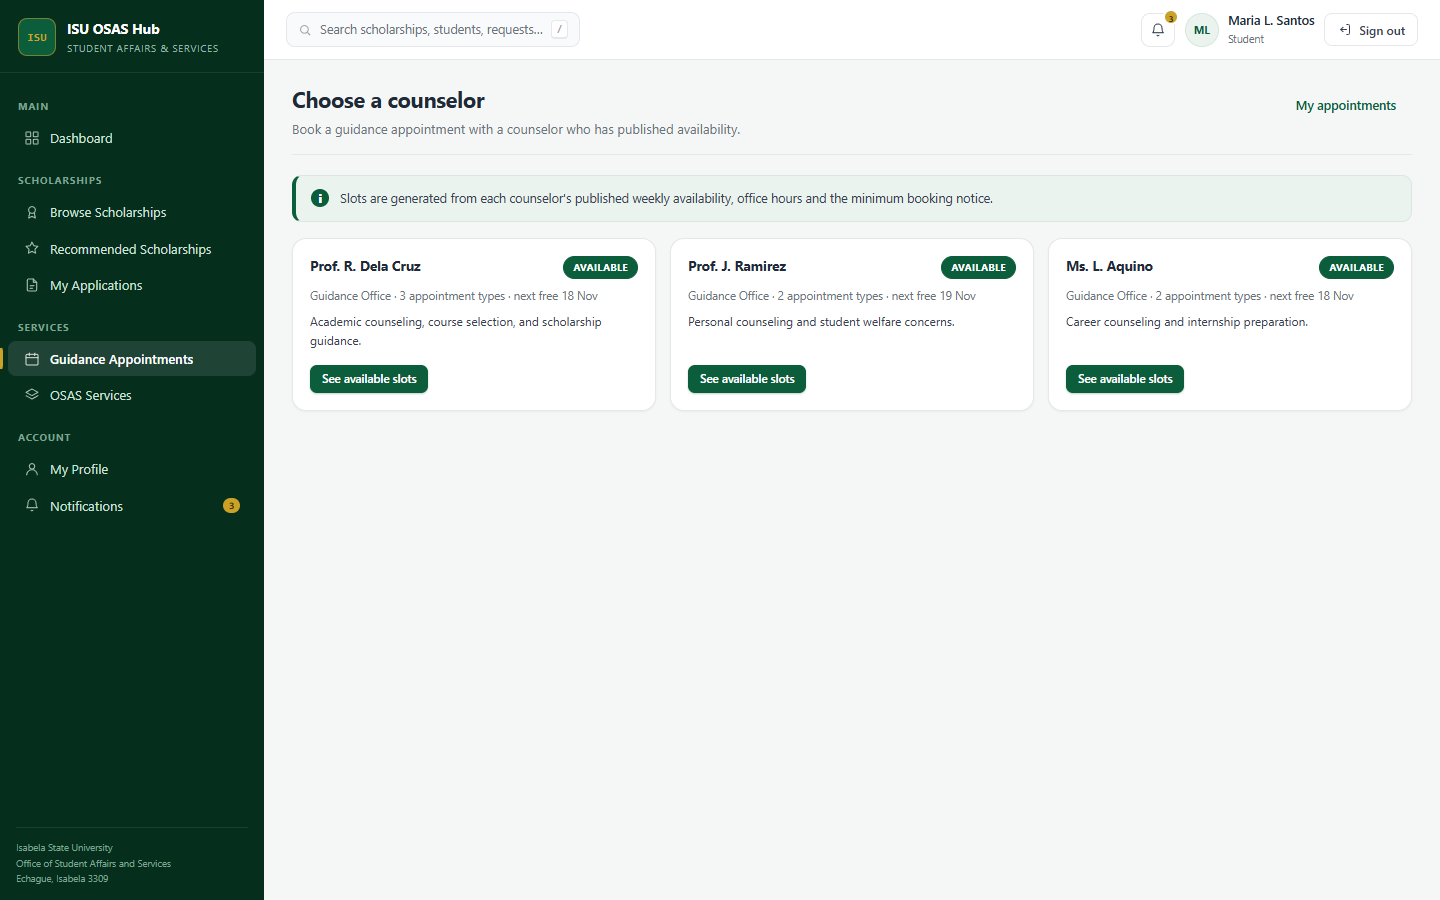 ISU
ISU OSAS Hub
STUDENT AFFAIRS & SERVICES
MAIN
Dashboard
SCHOLARSHIPS
Browse Scholarships
Recommended Scholarships
My Applications
SERVICES
Guidance Appointments
OSAS Services
ACCOUNT
My Profile
Notifications
3
Isabela State University
Office of Student Affairs and Services
Echague, Isabela 3309
Search scholarships, students, requests...
/
3
ML
Maria L. Santos
Student
Sign out
Choose a counselor
Book a guidance appointment with a counselor who has published availability.
My appointments
Slots are generated from each counselor's published weekly availability, office hours and the minimum booking notice.
Prof. R. Dela Cruz
AVAILABLE
Guidance Office · 3 appointment types · next free 18 Nov
Academic counseling, course selection, and scholarship
guidance.
See available slots
Prof. J. Ramirez
AVAILABLE
Guidance Office · 2 appointment types · next free 19 Nov
Personal counseling and student welfare concerns.
See available slots
Ms. L. Aquino
AVAILABLE
Guidance Office · 2 appointment types · next free 18 Nov
Career counseling and internship preparation.
See available slots